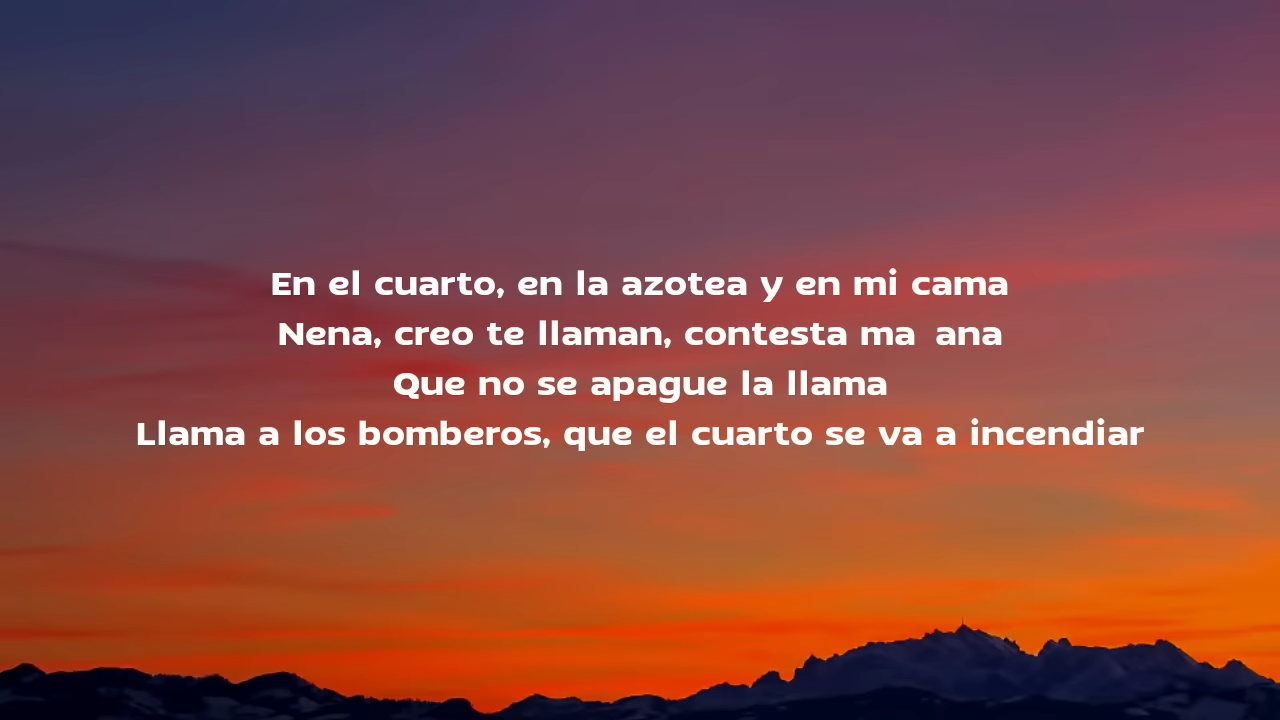 En el cuarto, en la azotea y en mi cama
Nena, creo te llaman, contesta ma ana
Que no se apague la llama
Llama a los bomberos, que el cuarto se va a incendiar